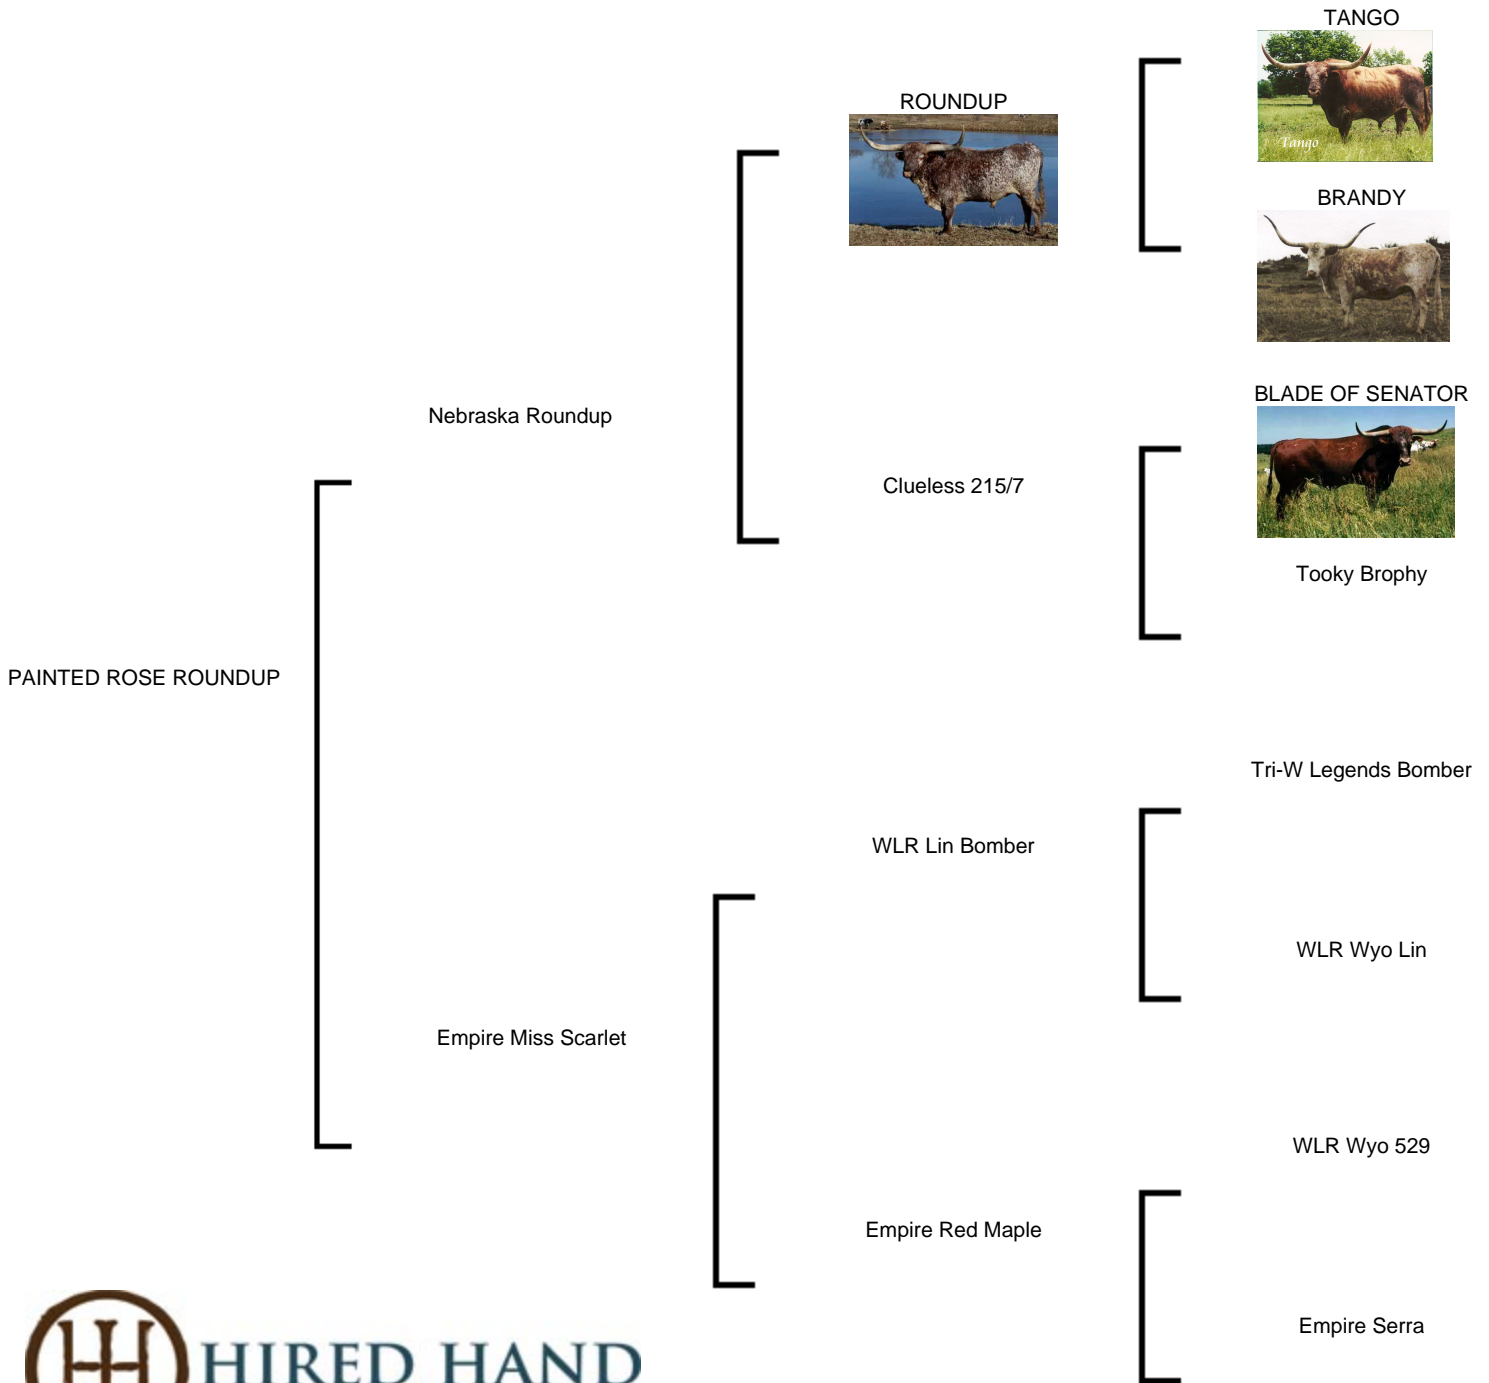 TANGO
ROUNDUP
Tango
BRANDY
BLADE OF SENATOR
Nebraska Roundup
Clueless 215/7
Tooky Brophy
PAINTED ROSE ROUNDUP
Tri-W Legends Bomber
WLR Lin Bomber
WLR Wyo Lin
Empire Miss Scarlet
WLR Wyo 529
Empire Red Maple
Empire Serra
HIRED HAND